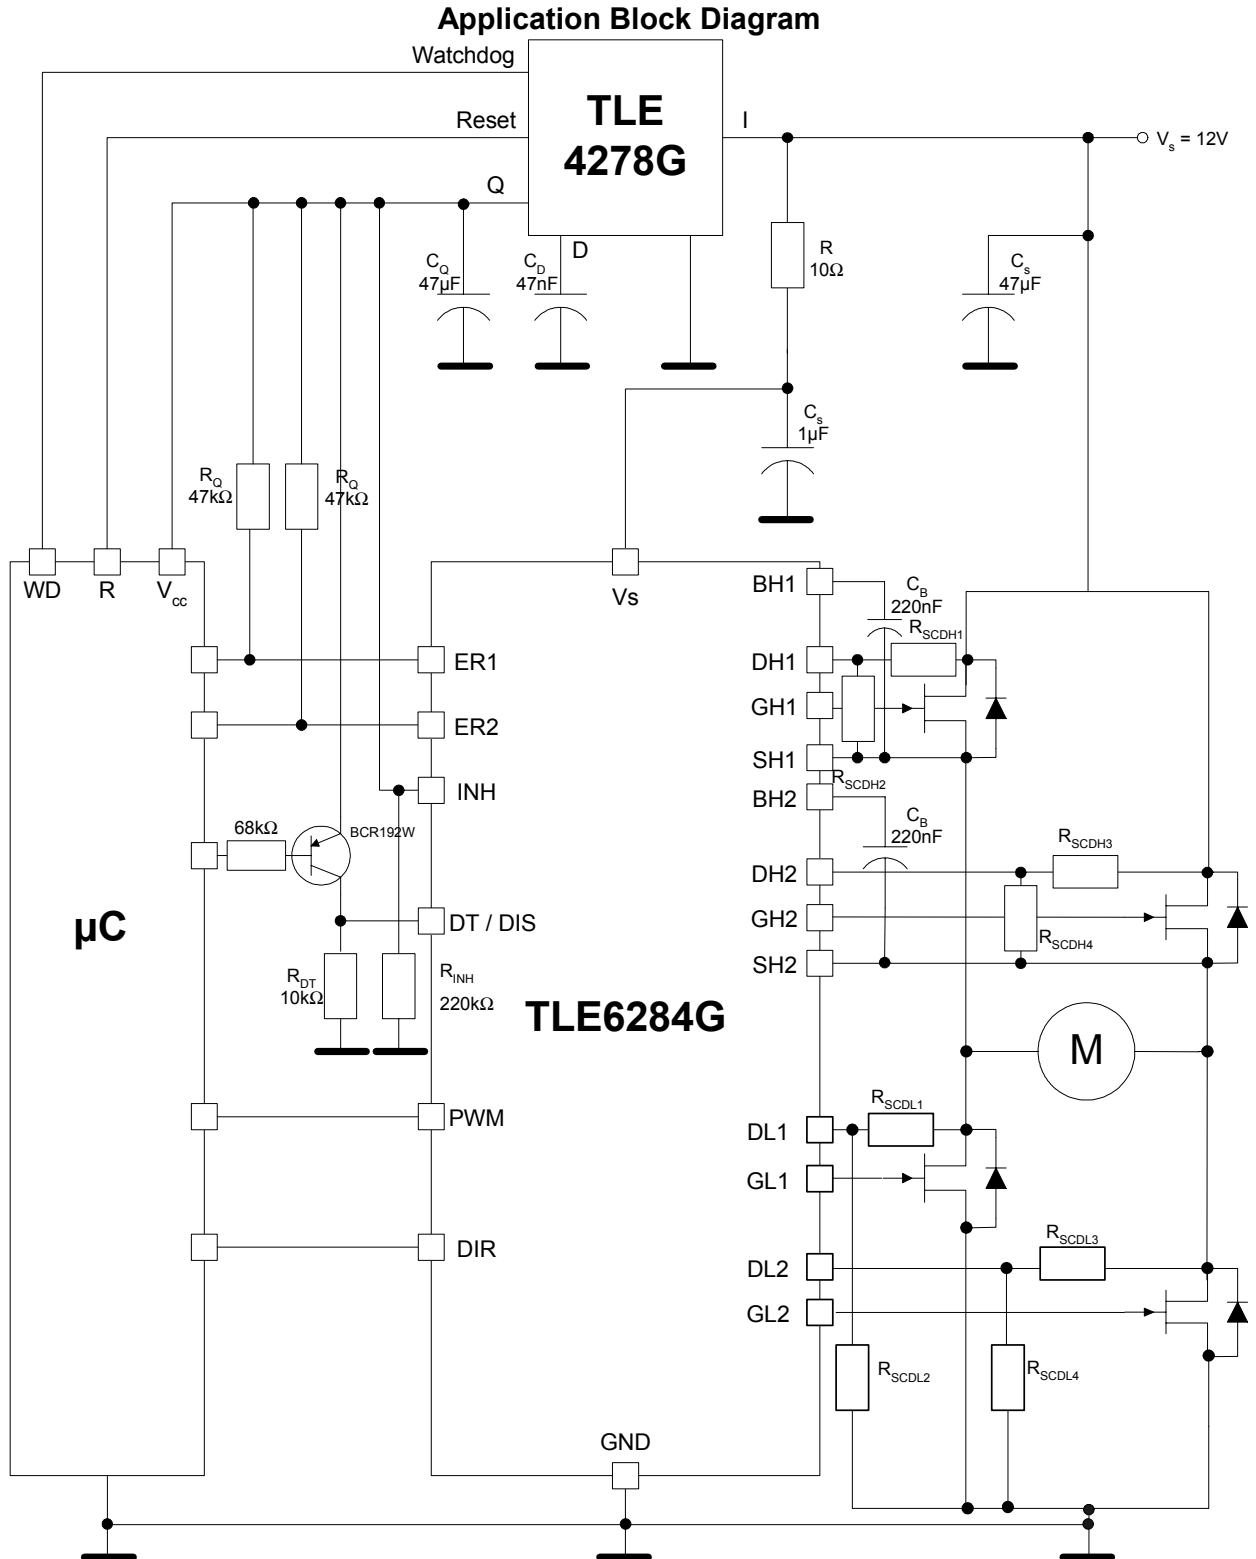 Application Block Diagram
Watchdog
TLE
4278G
Reset
I
V_s = 12V
Q
D
C_Q
47µF
C_D
47nF
R
10Ω
C_s
47µF
C_s
1µF
R_Q
47kΩ
R_Q
47kΩ
WD
R
V_cc
Vs
BH1
C_B
220nF
R_SCDH1
ER1
DH1
GH1
ER2
SH1
R_SCDH2
INH
BH2
68kΩ
BCR192W
C_B
220nF
R_SCDH3
DH2
µC
DT / DIS
GH2
R_SCDH4
SH2
R_DT
10kΩ
R_INH
220kΩ
TLE6284G
M
R_SCDL1
PWM
DL1
GL1
DIR
R_SCDL3
DL2
GL2
R_SCDL2
R_SCDL4
GND